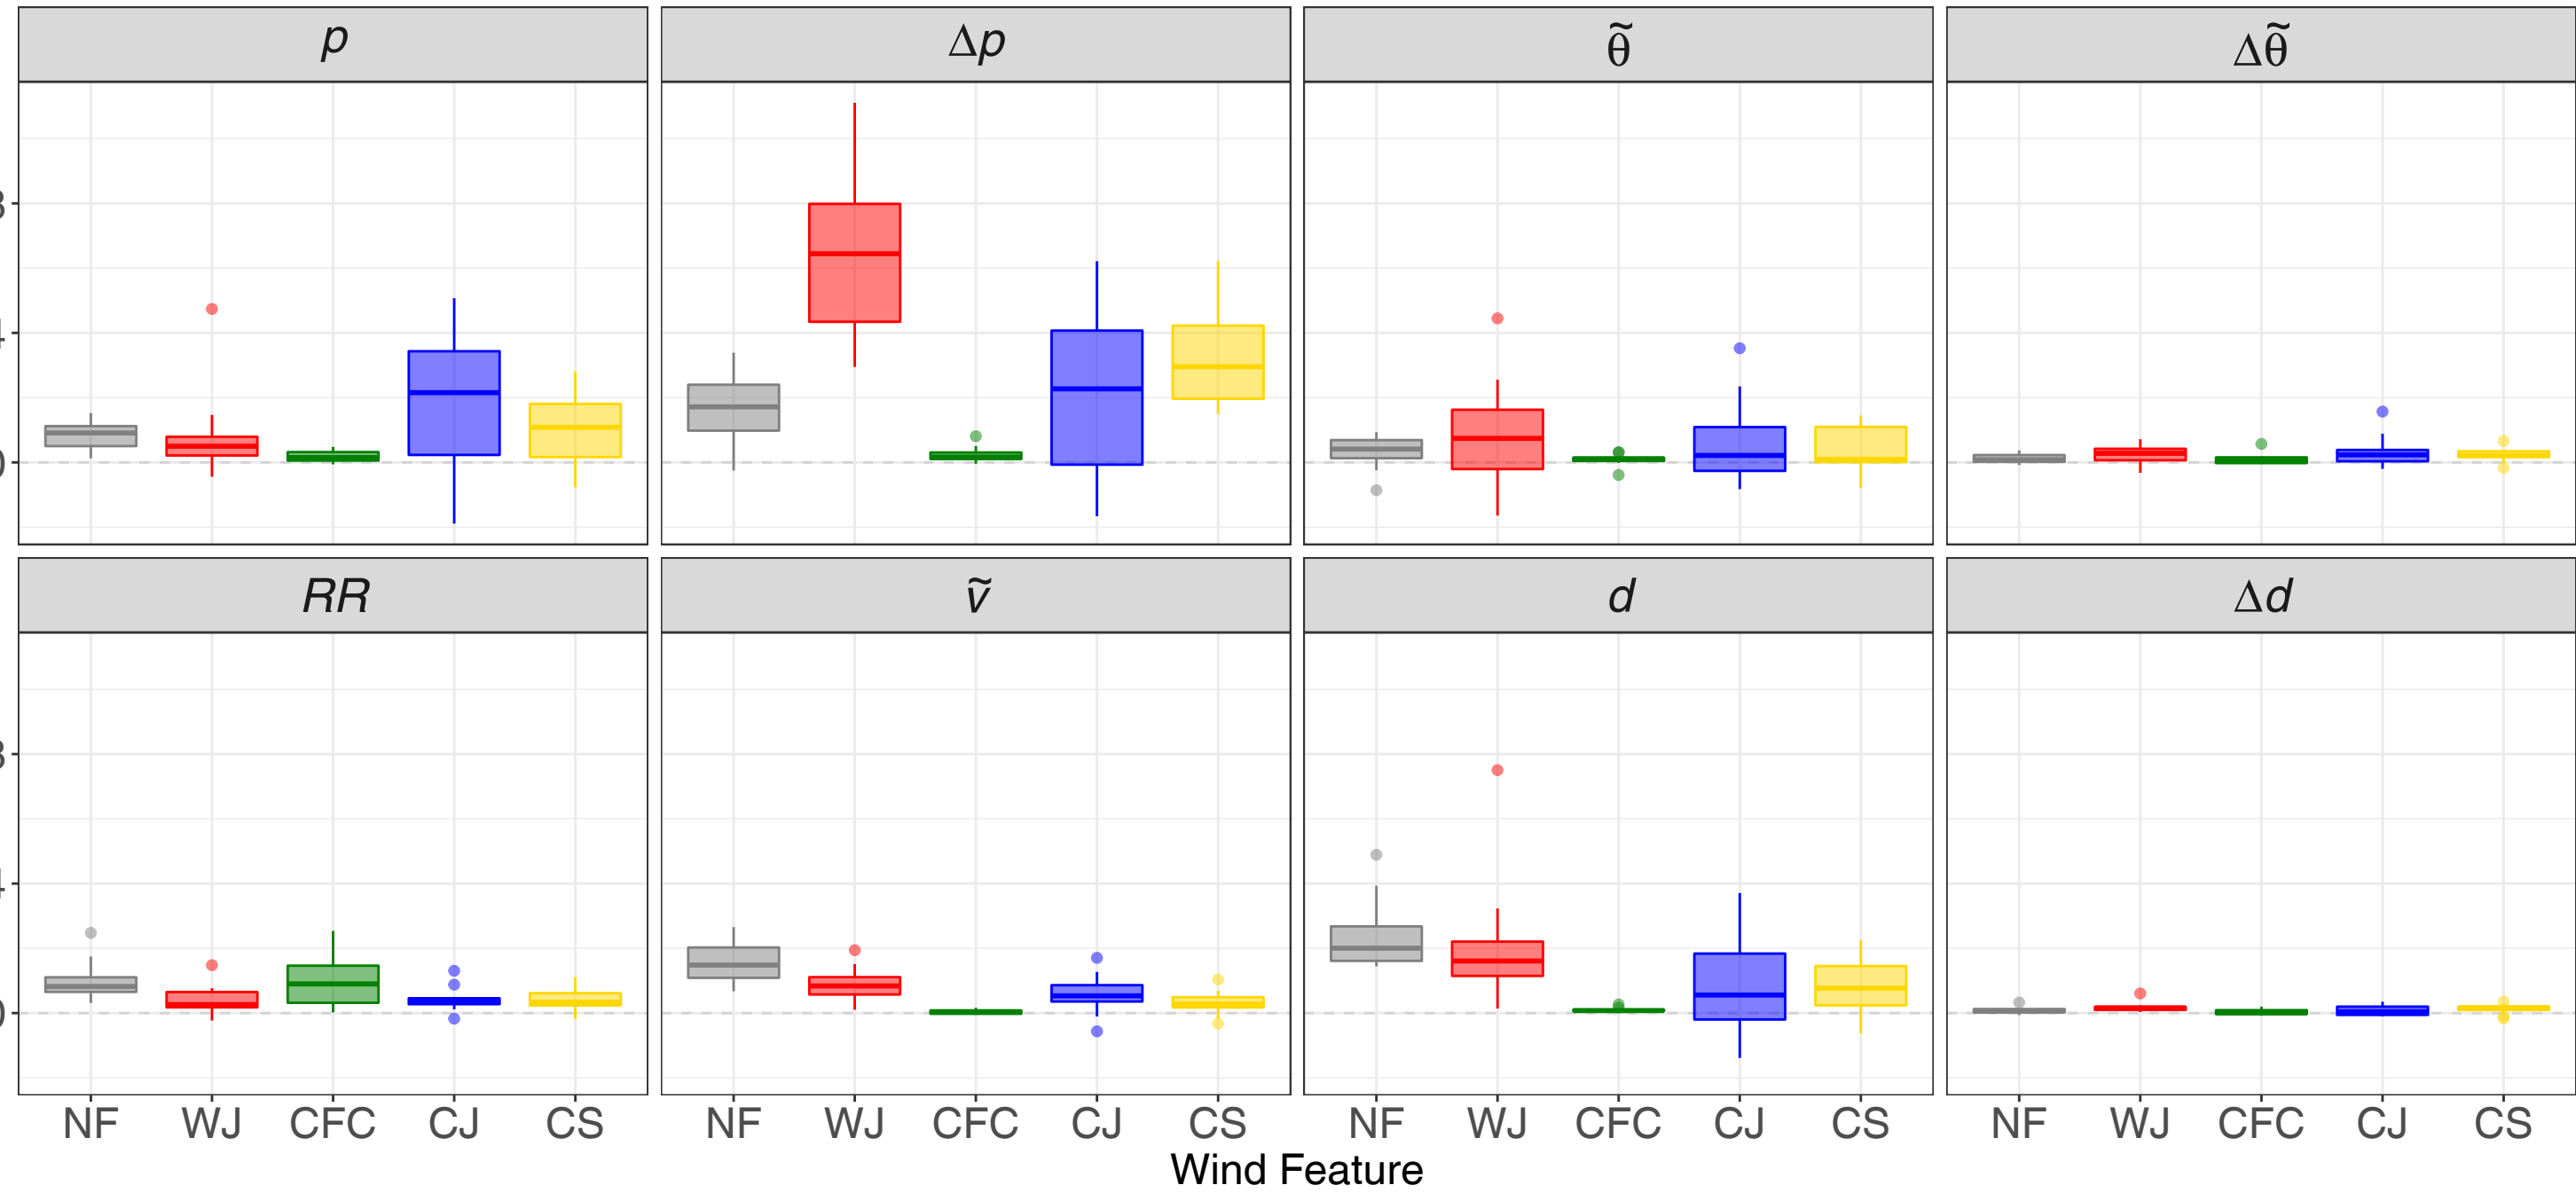 p Δp θ̃ Δθ̃
RR ṽ d Δd
NF WJ CFC CJ CS NF WJ CFC CJ CS NF WJ CFC CJ CS NF WJ CFC CJ CS
Wind Feature